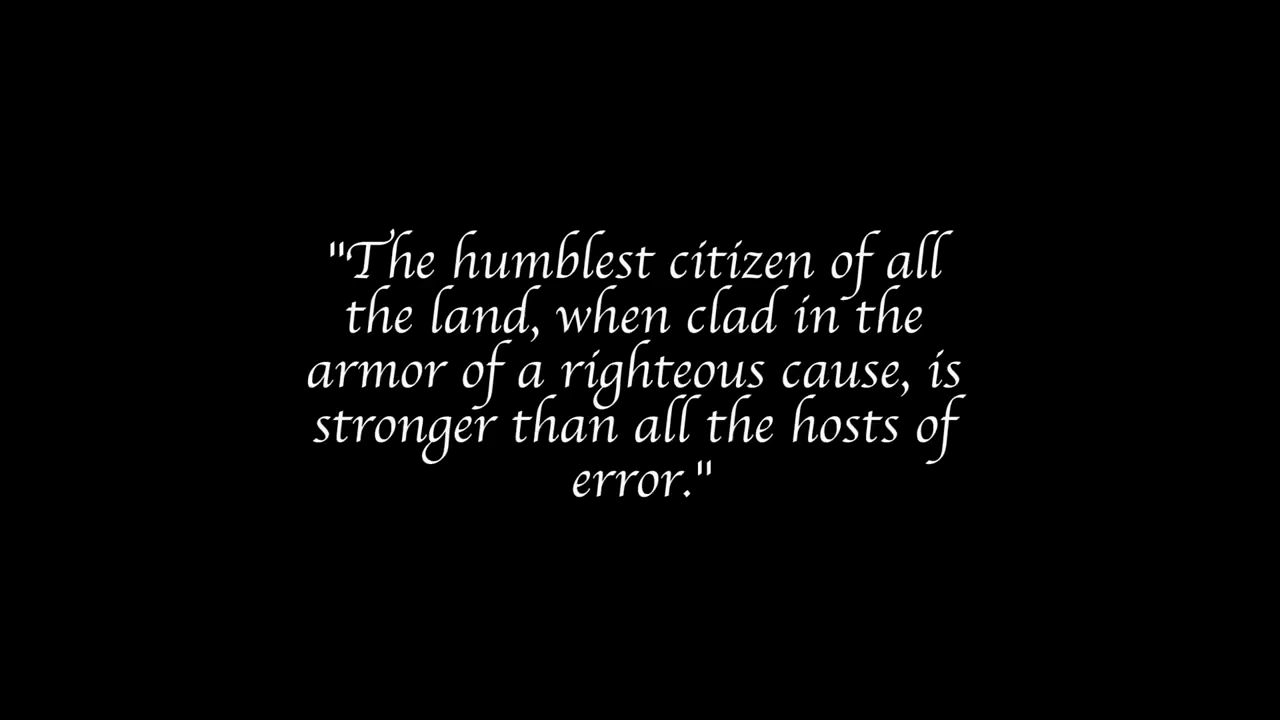 "The humblest citizen of all
the land, when clad in the
armor of a righteous cause, is
stronger than all the hosts of
error."